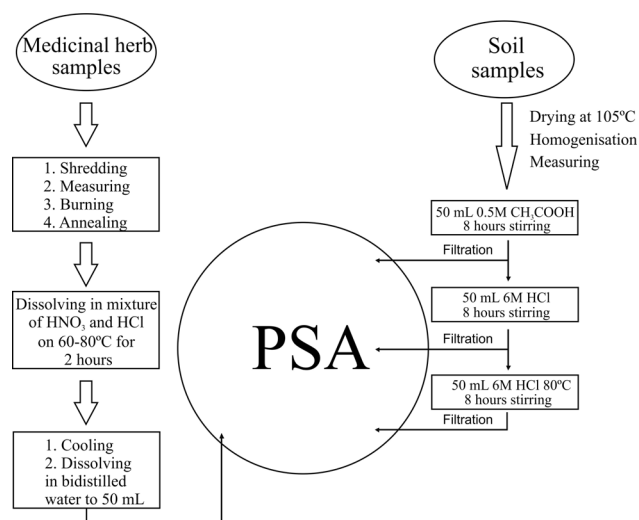 Medicinal herb
samples
1. Shredding
2. Measuring
3. Burning
4. Annealing
Dissolving in mixture
of HNO₃ and HCl
on 60-80ºC for
2 hours
1. Cooling
2. Dissolving
in bidistilled
water to 50 mL
PSA
Soil
samples
Drying at 105ºC
Homogenisation
Measuring
50 mL 0.5M CH₃COOH
8 hours stirring
Filtration
50 mL 6M HCl
8 hours stirring
Filtration
50 mL 6M HCl 80ºC
8 hours stirring
Filtration